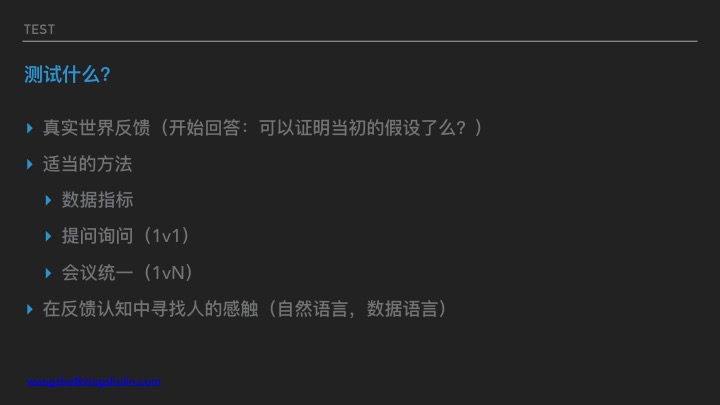 TEST
测试什么？
真实世界反馈（开始回答：可以证明当初的假设了么？）
适当的方法
数据指标
提问询问（1v1）
会议统一（1vN）
在反馈认知中寻找人的感触（自然语言，数据语言）